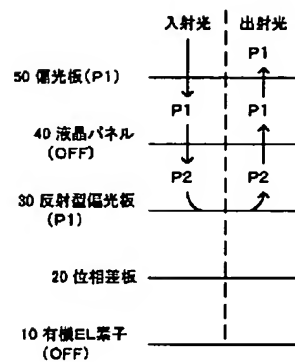 入射光 出射光
P1
50 偏光板(P1)
P1 P1
40 液晶パネル
(OFF)
P2 P2
30 反射型偏光板
(P1)
20 位相差板
10 有機EL素子
(OFF)